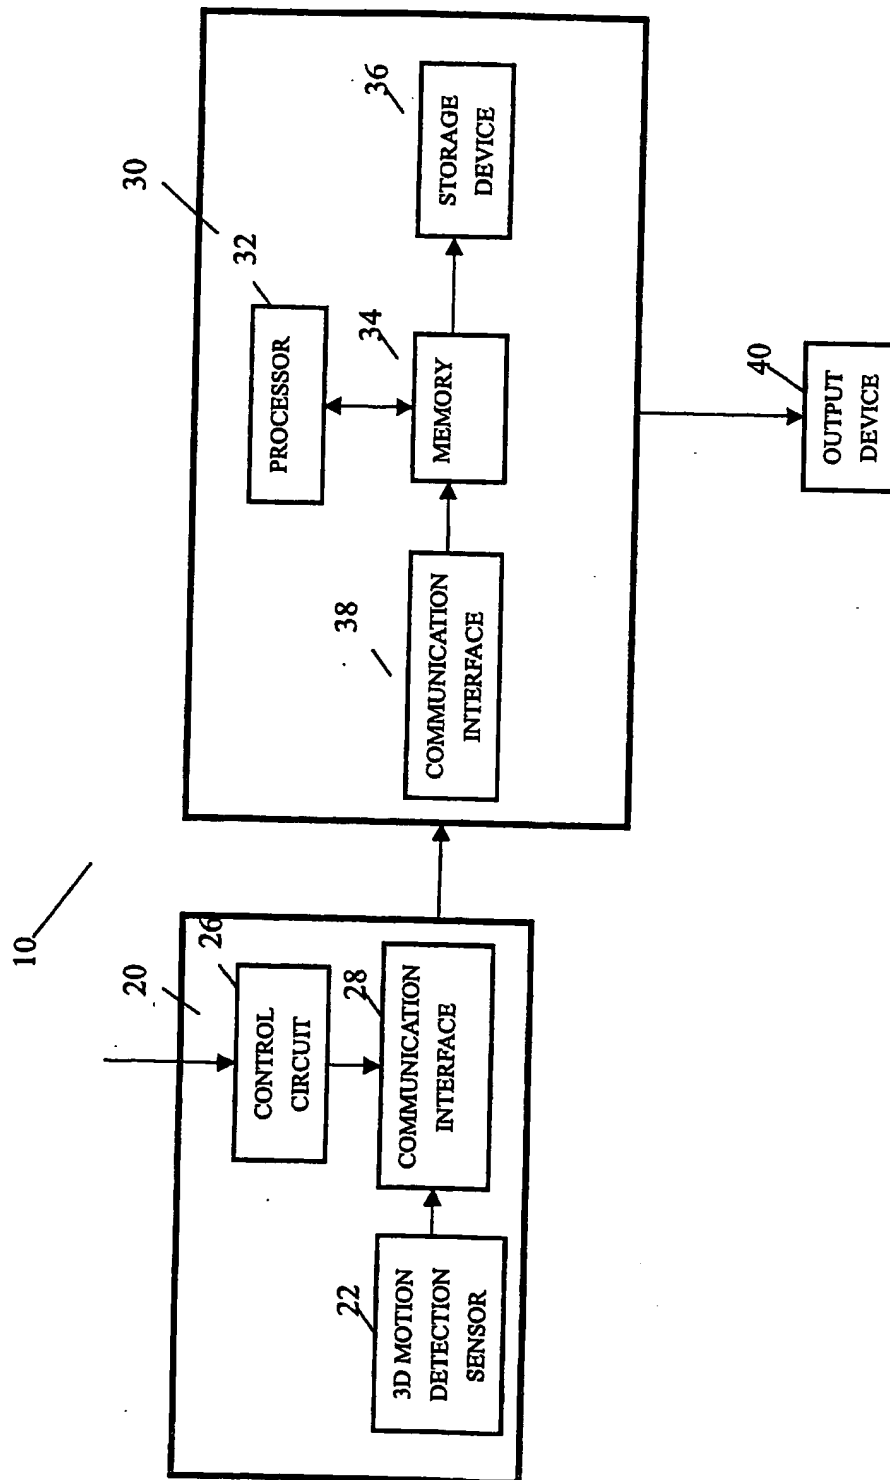 10
20
26
CONTROL
CIRCUIT
28
COMMUNICATION
INTERFACE
22
3D MOTION
DETECTION
SENSOR
30
32
PROCESSOR
34
MEMORY
36
STORAGE
DEVICE
38
COMMUNICATION
INTERFACE
40
OUTPUT
DEVICE